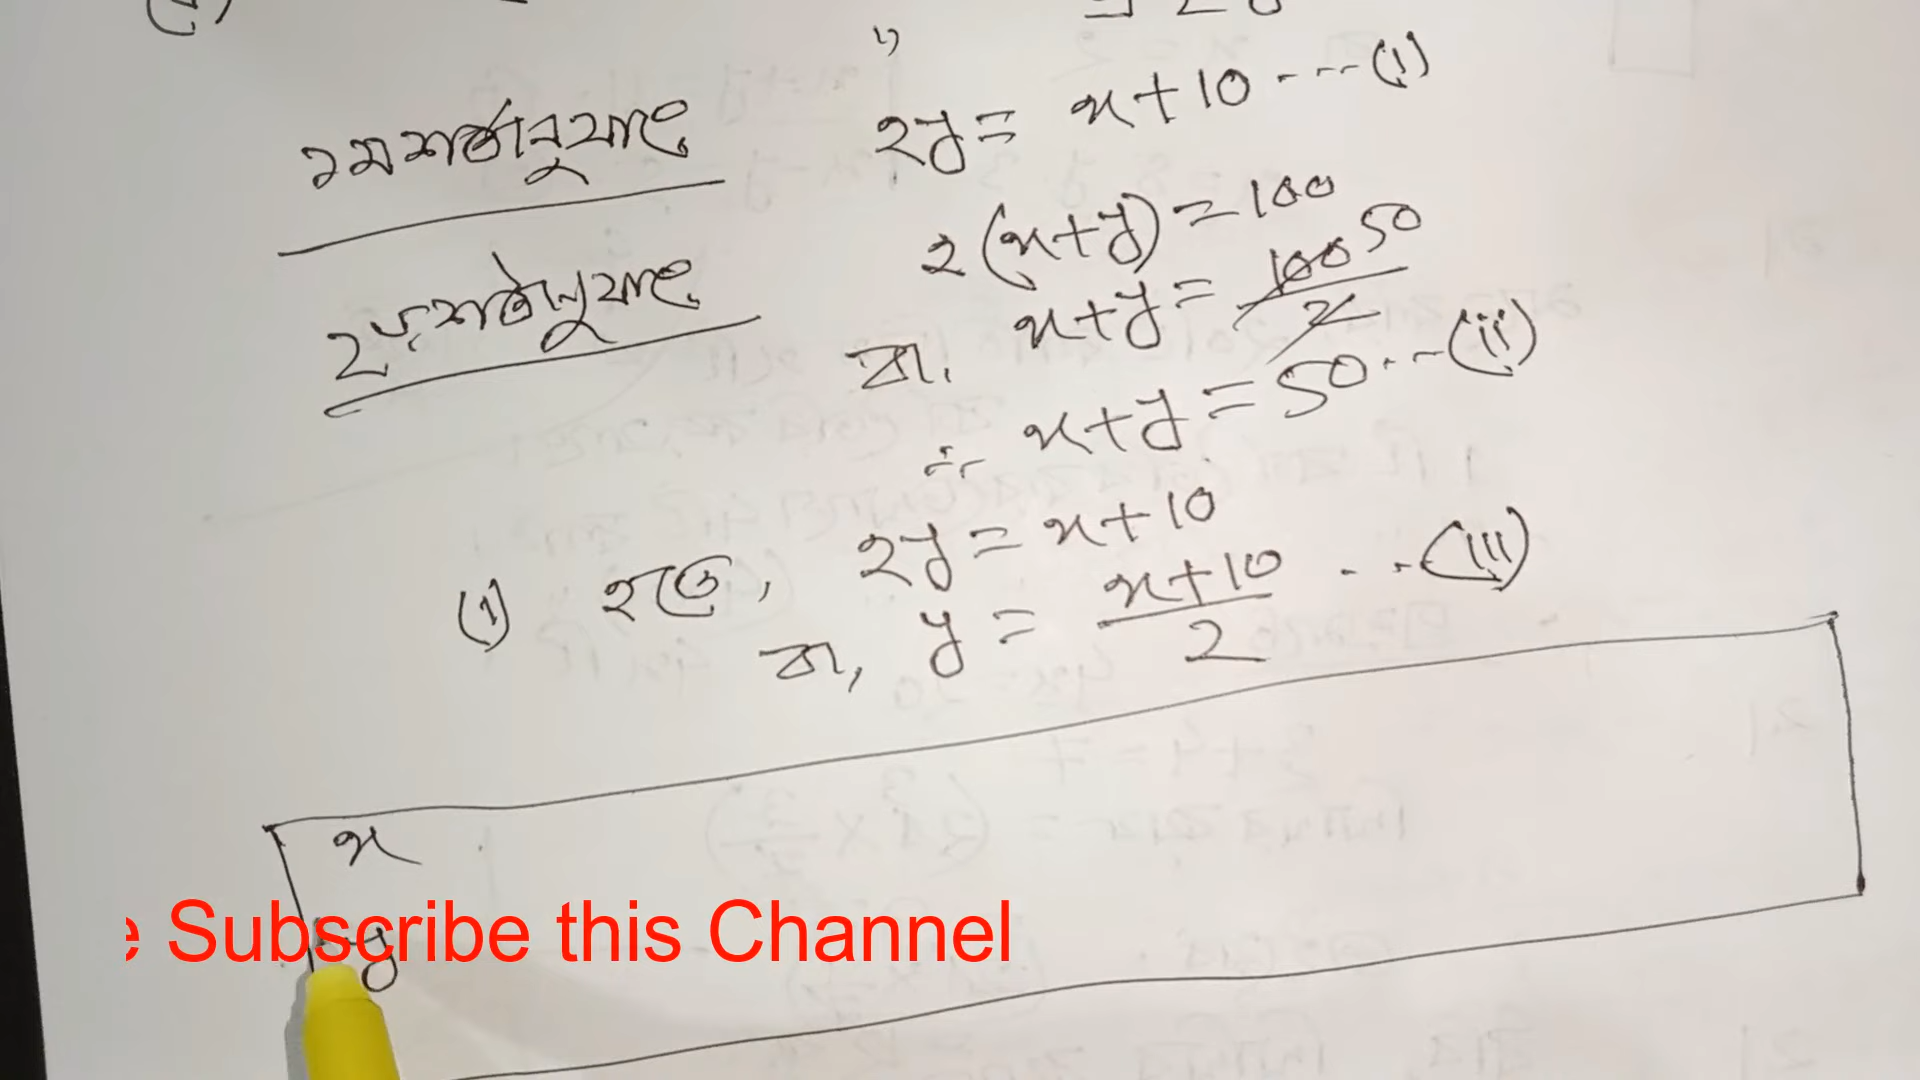 ১ম শর্তানুযায়ী 2y = x + 10 --- (i)
2য় শর্তানুযায়ী 2(x+y) = 100
বা, x+y = 100/2 50
∴ x+y = 50 --- (ii)
(i) হতে, 2y = x+10
বা, y = x+10/2 --- (iii)
x
y
e Subscribe this Channel